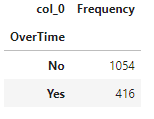 col_0 Frequency
OverTime
No 1054
Yes 416